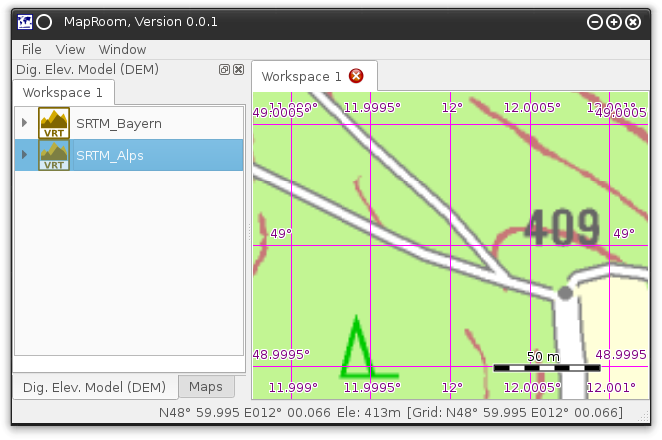 MapRoom, Version 0.0.1
File View Window
Dig. Elev. Model (DEM)
Workspace 1
VRT SRTM_Bayern
VRT SRTM_Alps
Dig. Elev. Model (DEM) Maps
Workspace 1
11.999° 11.9995° 12° 12.0005° 12.001°
49.0005 49.0005
409
49° 49°
50 m
48.9995° 48.9995
11.999° 11.9995° 12° 12.0005° 12.001°
N48° 59.995 E012° 00.066 Ele: 413m [Grid: N48° 59.995 E012° 00.066]